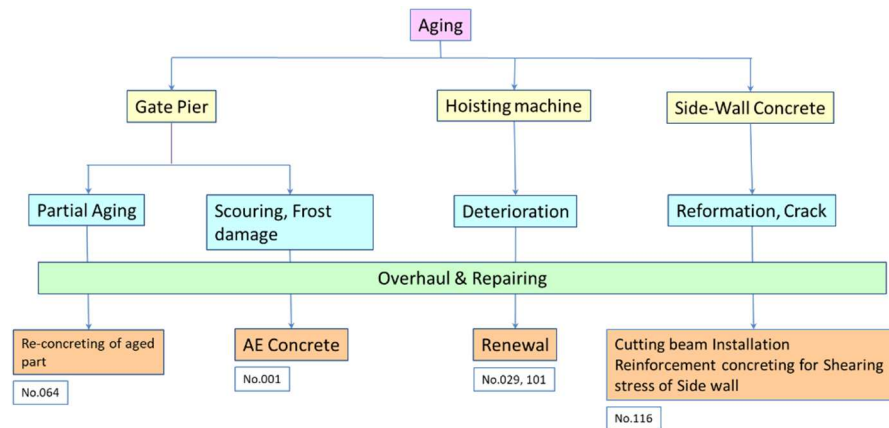 Aging
Gate Pier
Hoisting machine
Side-Wall Concrete
Partial Aging
Scouring, Frost
damage
Deterioration
Reformation, Crack
Overhaul & Repairing
Re-concreting of aged
part
AE Concrete
Renewal
Cutting beam Installation
Reinforcement concreting for Shearing
stress of Side wall
No.064
No.001
No.029, 101
No.116